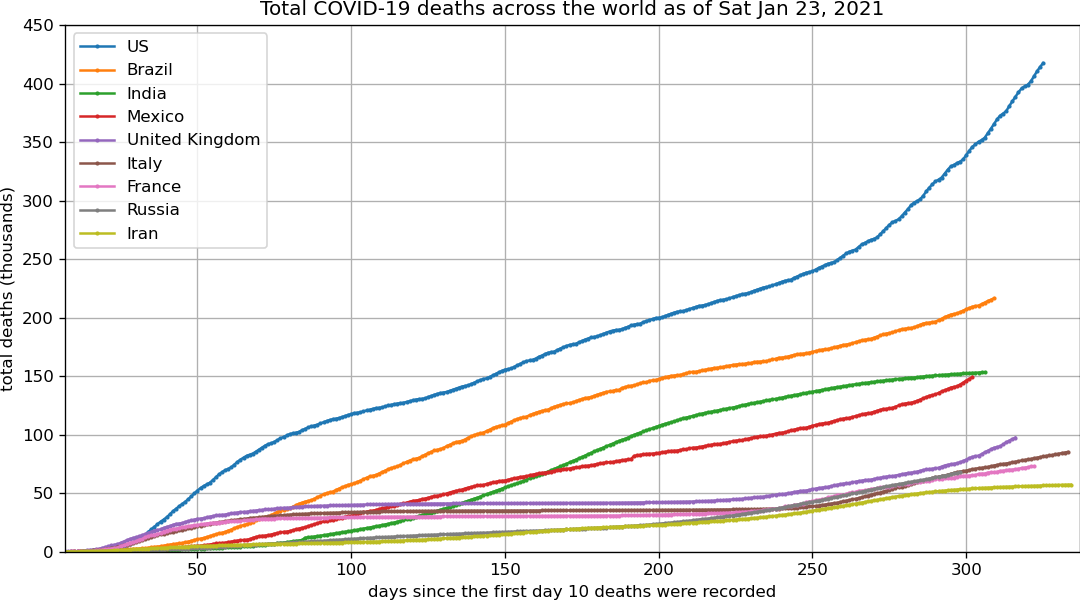 Total COVID-19 deaths across the world as of Sat Jan 23, 2021
450
400
350
300
250
200
150
100
50
0
total deaths (thousands)
US
Brazil
India
Mexico
United Kingdom
Italy
France
Russia
Iran
50
100
150
200
250
300
days since the first day 10 deaths were recorded